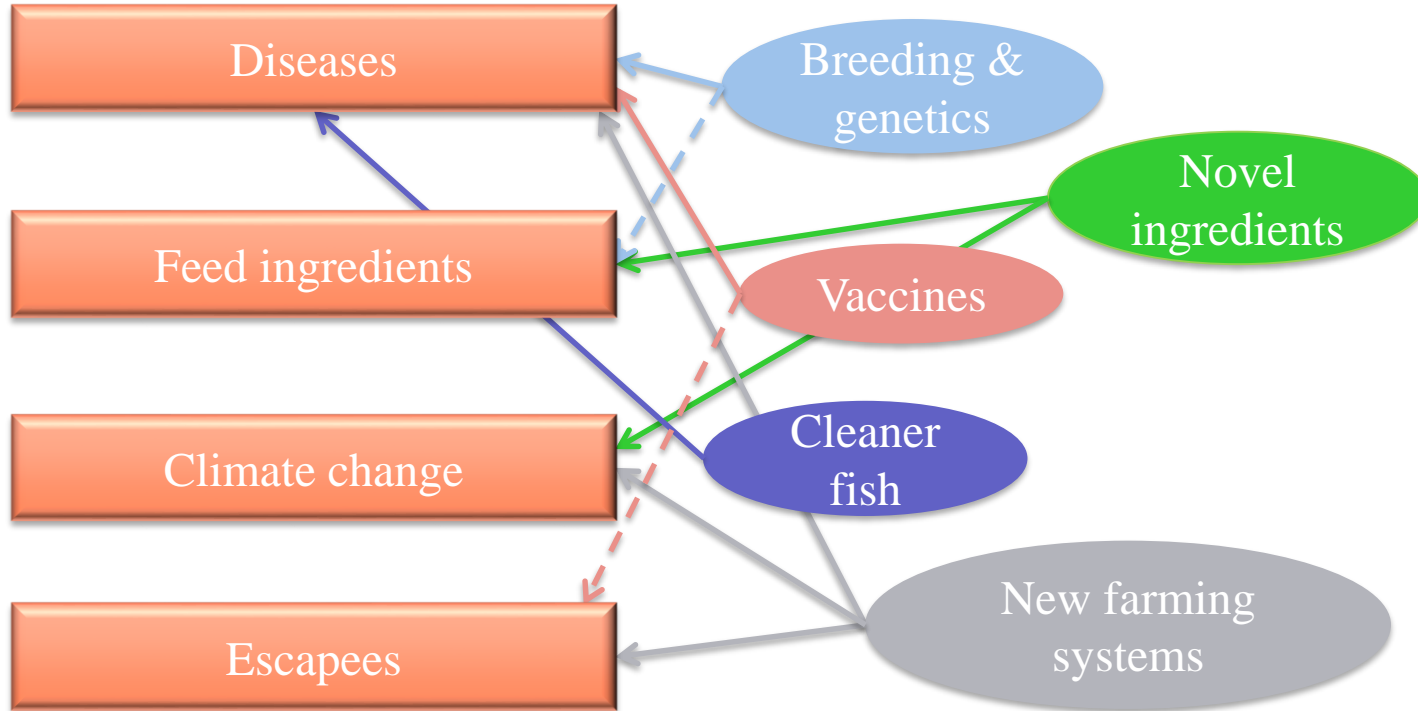 Diseases
Breeding &
genetics
Novel
ingredients
Feed ingredients
Vaccines
Climate change
Cleaner
fish
New farming
systems
Escapees